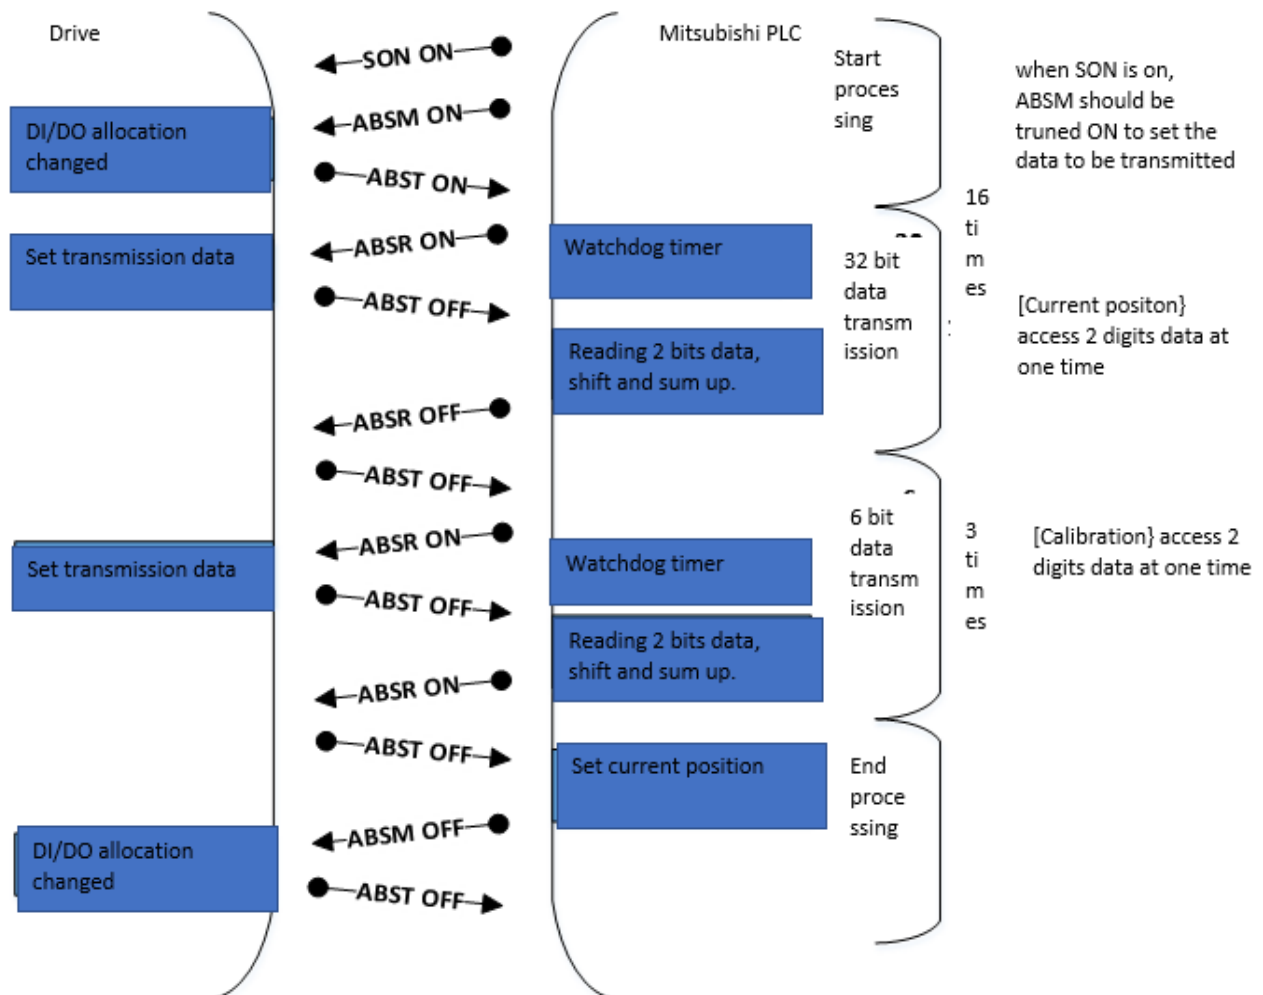 Drive
Mitsubishi PLC
SON ON
Start
proces
sing
when SON is on,
ABSM should be
truned ON to set the
data to be transmitted
ABSM ON
DI/DO allocation
changed
ABST ON
16
ti
m
es
ABSR ON
Set transmission data
Watchdog timer
32 bit
data
transm
ission
ABST OFF
[Current positon}
access 2 digits data at
one time
Reading 2 bits data,
shift and sum up.
ABSR OFF
ABST OFF
ABSR ON
Set transmission data
Watchdog timer
6 bit
data
transm
ission
3
ti
m
es
[Calibration} access 2
digits data at one time
ABST OFF
Reading 2 bits data,
shift and sum up.
ABSR ON
ABST OFF
Set current position
End
proce
ssing
ABSM OFF
DI/DO allocation
changed
ABST OFF